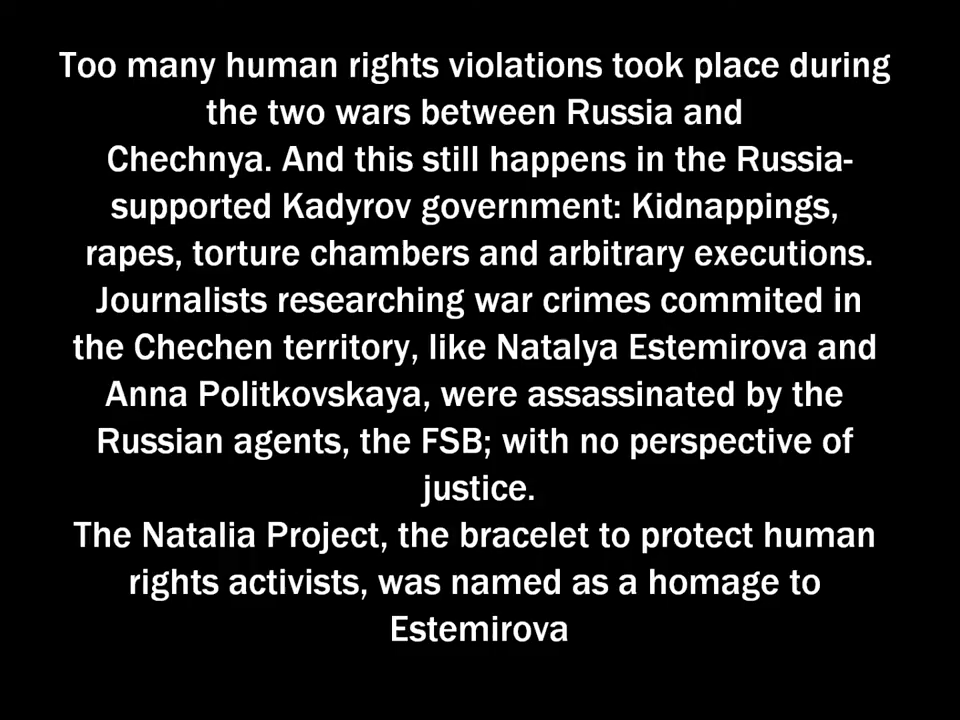 Too many human rights violations took place during
the two wars between Russia and
Chechnya. And this still happens in the Russia-
supported Kadyrov government: Kidnappings,
rapes, torture chambers and arbitrary executions.
Journalists researching war crimes commited in
the Chechen territory, like Natalya Estemirova and
Anna Politkovskaya, were assassinated by the
Russian agents, the FSB; with no perspective of
justice.
The Natalia Project, the bracelet to protect human
rights activists, was named as a homage to
Estemirova